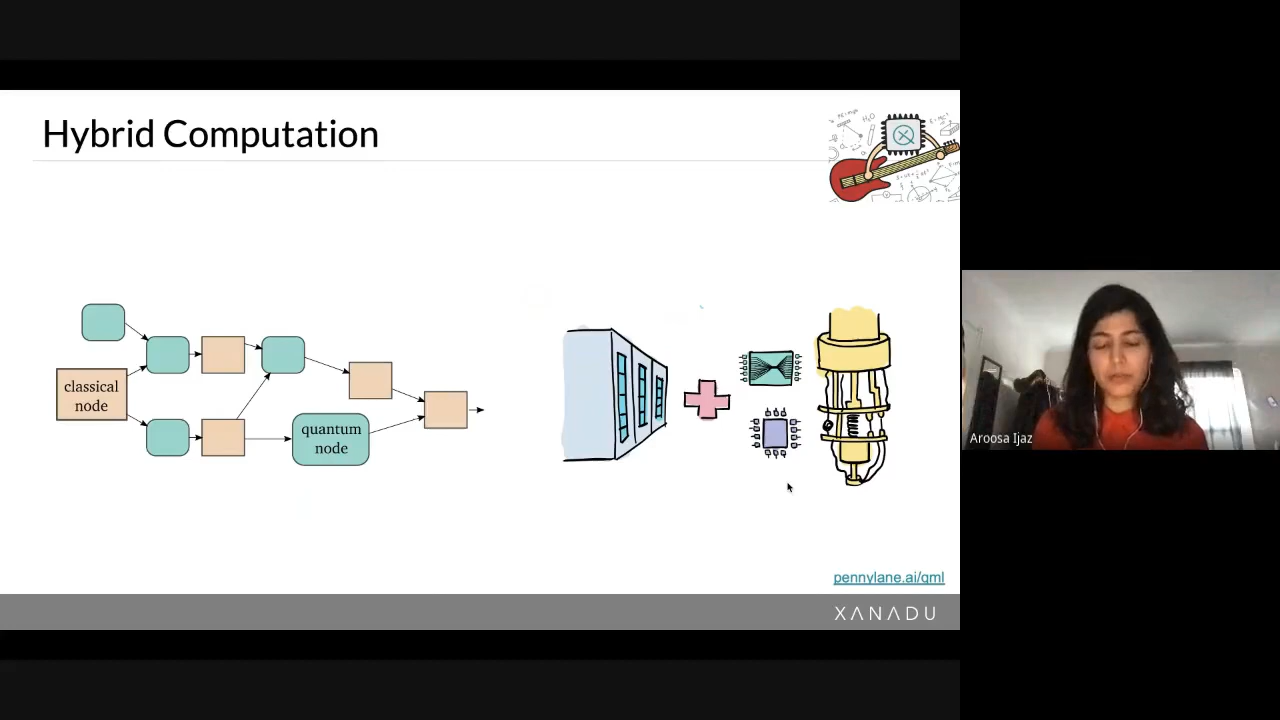 Hybrid Computation
classical
node
quantum
node
pennylane.ai/qml
XANADU
Aroosa Ijaz